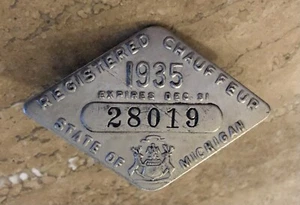 REGISTERED CHAUFFEUR
1935
EXPIRES DEC. 31
28019
STATE OF MICHIGAN